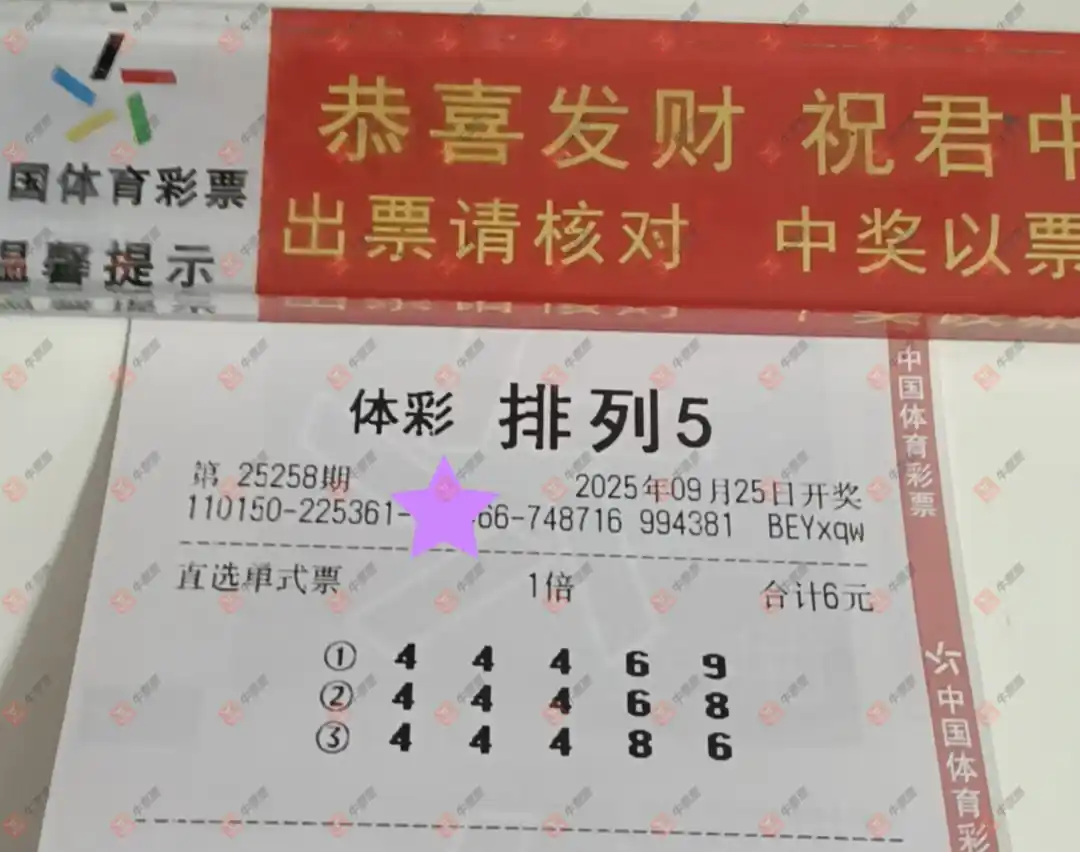 恭喜发财 祝君中
国体育彩票
出票请核对 中奖以票
温馨提示
体彩 排列5
第 25258期 2025年09月25日开奖
110150-225361- 66-748716 994381 BEYxqw
直选单式票 1倍 合计6元
① 4 4 4 6 9
② 4 4 4 6 8
③ 4 4 4 8 6
中国体育彩票
中国体育彩